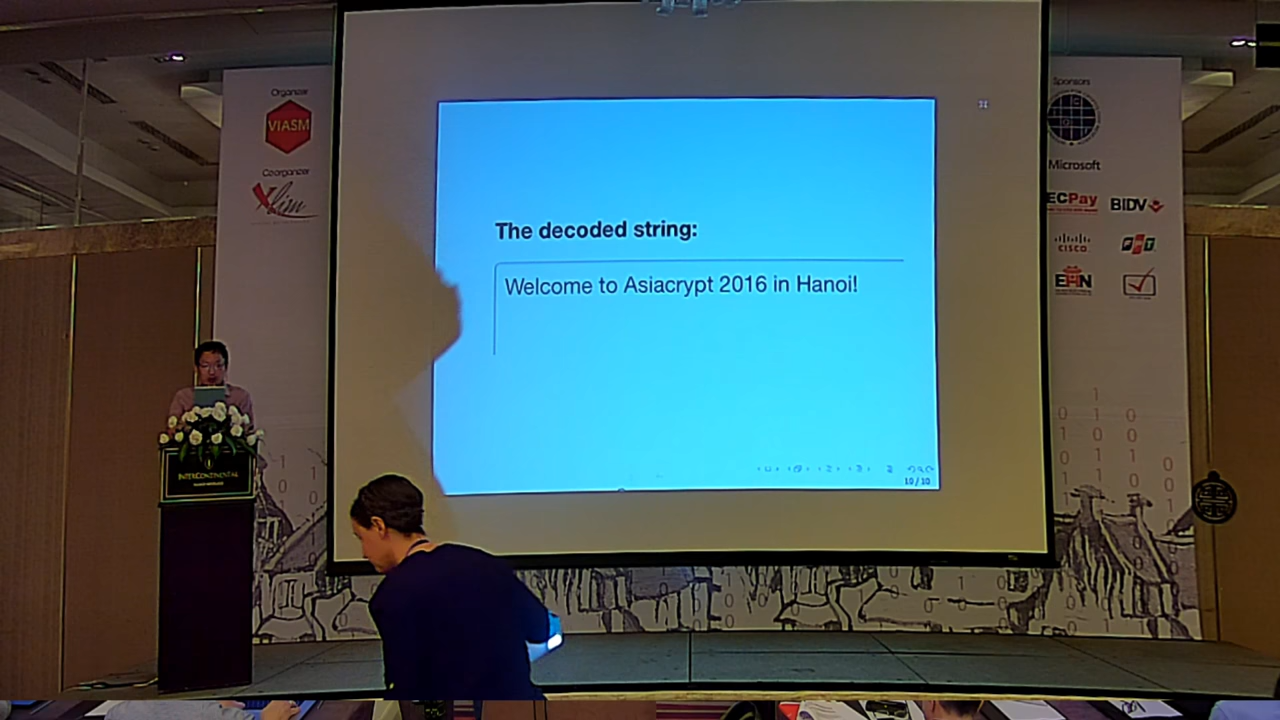 Organizer
VIASM
Co-organizer
Xlim
The decoded string:
Welcome to Asiacrypt 2016 in Hanoi!
10 / 10
INTERCONTINENTAL
Sponsors
Microsoft
ECPay
BIDV
CISCO
FPT